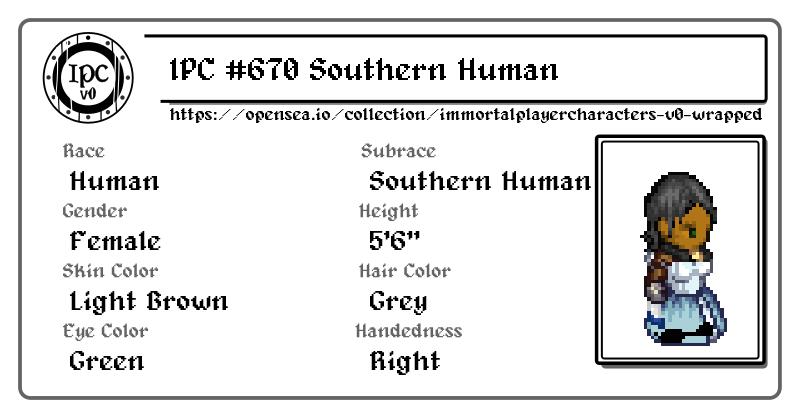 IPC
v0
IPC #670 Southern Human
https://opensea.io/collection/immortalplayercharacters-v0-wrapped
Race
Human
Subrace
Southern Human
Gender
Female
Height
5'6"
Skin Color
Light Brown
Hair Color
Grey
Eye Color
Green
Handedness
Right